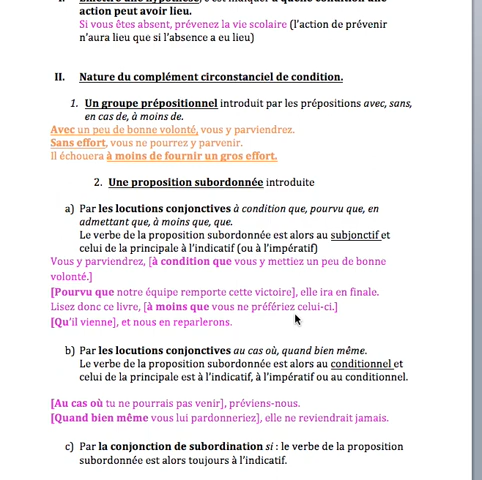 action peut avoir lieu.
Si vous êtes absent, prévenez la vie scolaire (l'action de prévenir
n'aura lieu que si l'absence a eu lieu)
II. Nature du complément circonstanciel de condition.
1. Un groupe prépositionnel introduit par les prépositions avec, sans,
en cas de, à moins de.
Avec un peu de bonne volonté, vous y parviendrez.
Sans effort, vous ne pourrez y parvenir.
Il échouera à moins de fournir un gros effort.
2. Une proposition subordonnée introduite
a) Par les locutions conjonctives à condition que, pourvu que, en
admettant que, à moins que, que.
Le verbe de la proposition subordonnée est alors au subjonctif et
celui de la principale à l'indicatif (ou à l'impératif)
Vous y parviendrez, [à condition que vous y mettiez un peu de bonne
volonté.]
[Pourvu que notre équipe remporte cette victoire], elle ira en finale.
Lisez donc ce livre, [à moins que vous ne préfériez celui-ci.]
[Qu'il vienne], et nous en reparlerons.
b) Par les locutions conjonctives au cas où, quand bien même.
Le verbe de la proposition subordonnée est alors au conditionnel et
celui de la principale est à l'indicatif, à l'impératif ou au conditionnel.
[Au cas où tu ne pourrais pas venir], préviens-nous.
[Quand bien même vous lui pardonneriez], elle ne reviendrait jamais.
c) Par la conjonction de subordination si : le verbe de la proposition
subordonnée est alors toujours à l'indicatif.